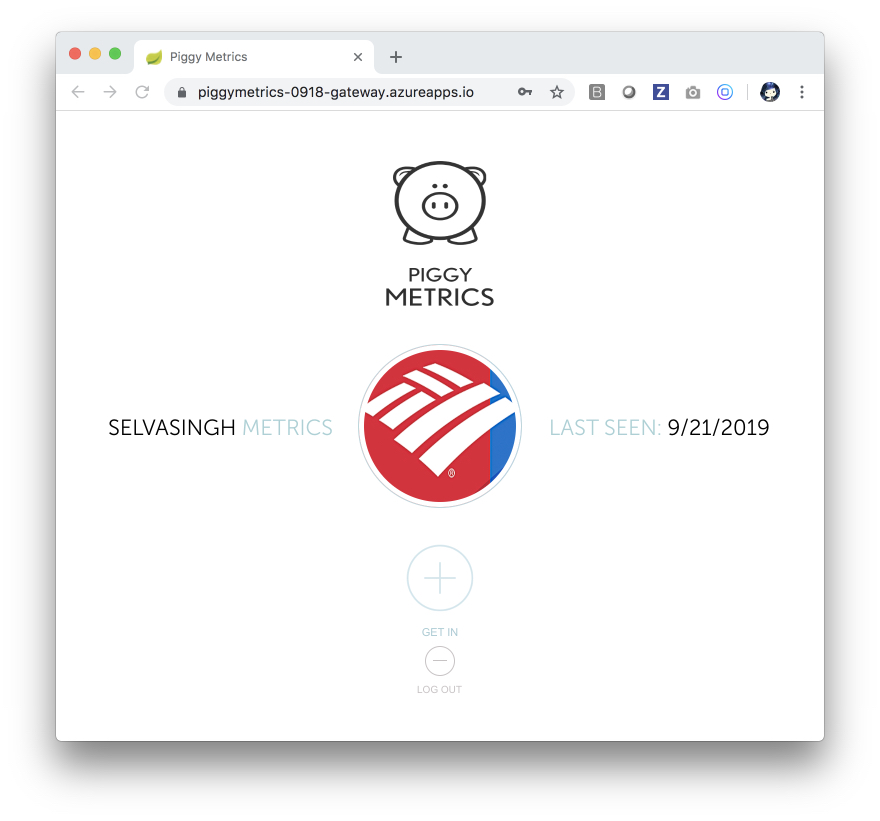 Piggy Metrics
piggymetrics-0918-gateway.azureapps.io
B
Z
PIGGY
METRICS
SELVASINGH METRICS
LAST SEEN: 9/21/2019
®
GET IN
LOG OUT